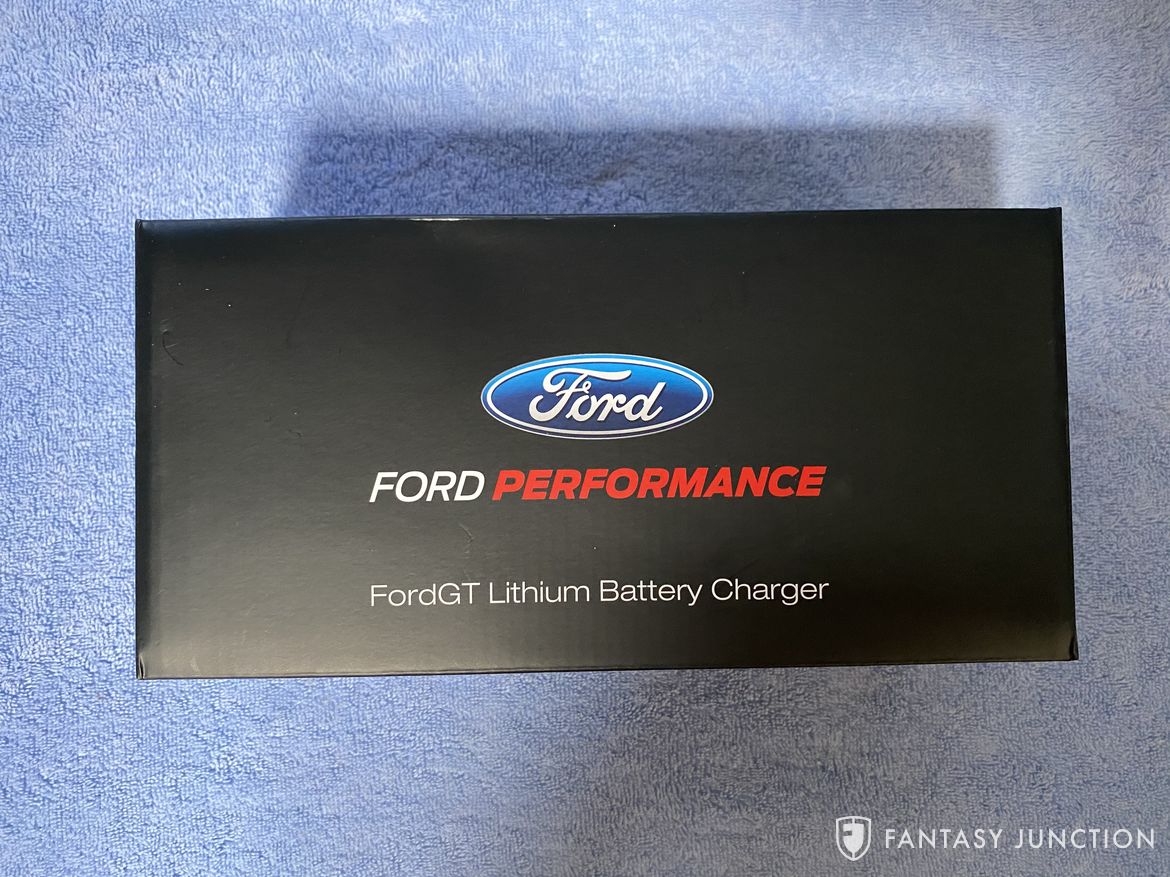 Ford
FORD PERFORMANCE
FordGT Lithium Battery Charger
FANTASY JUNCTION